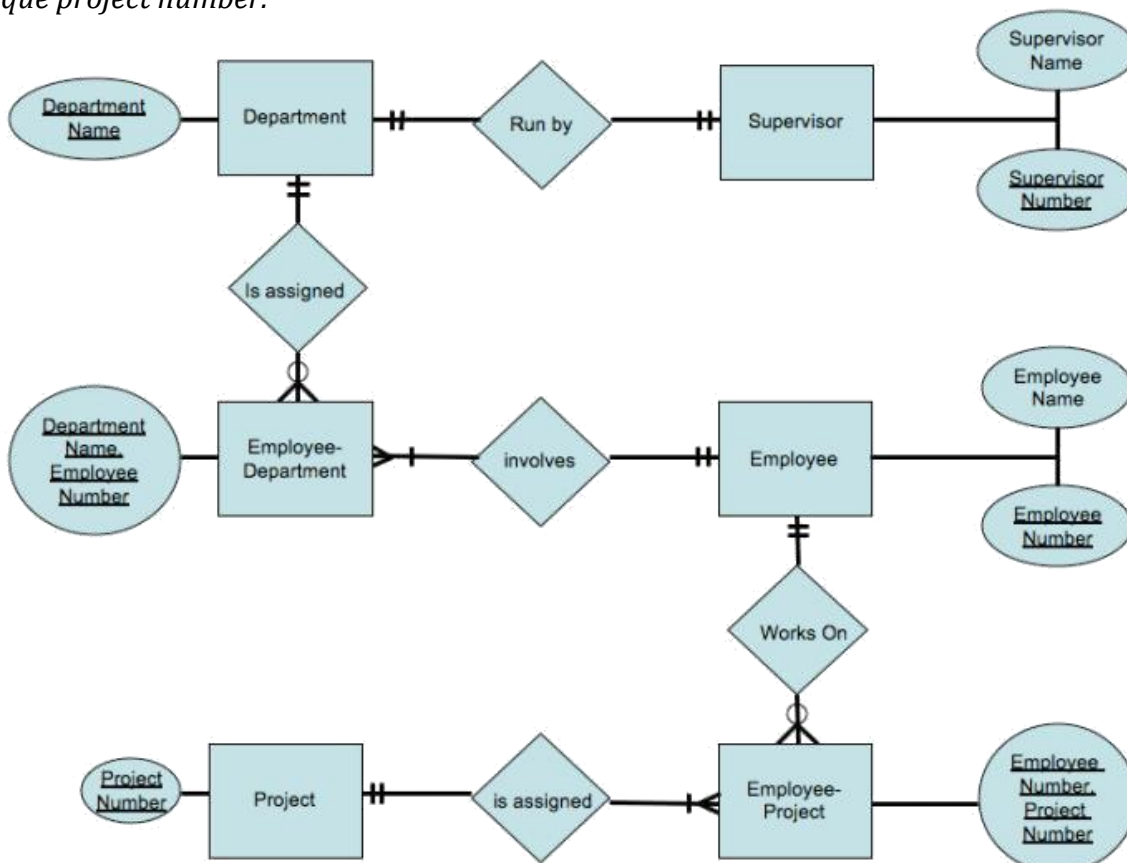 que project number.
Supervisor
Name
Department
Name
Department
Run by
Supervisor
Supervisor
Number
Is assigned
Employee
Name
Department
Name,
Employee
Number
Employee-
Department
involves
Employee
Employee
Number
Works On
Project
Number
Project
is assigned
Employee-
Project
Employee
Number,
Project
Number